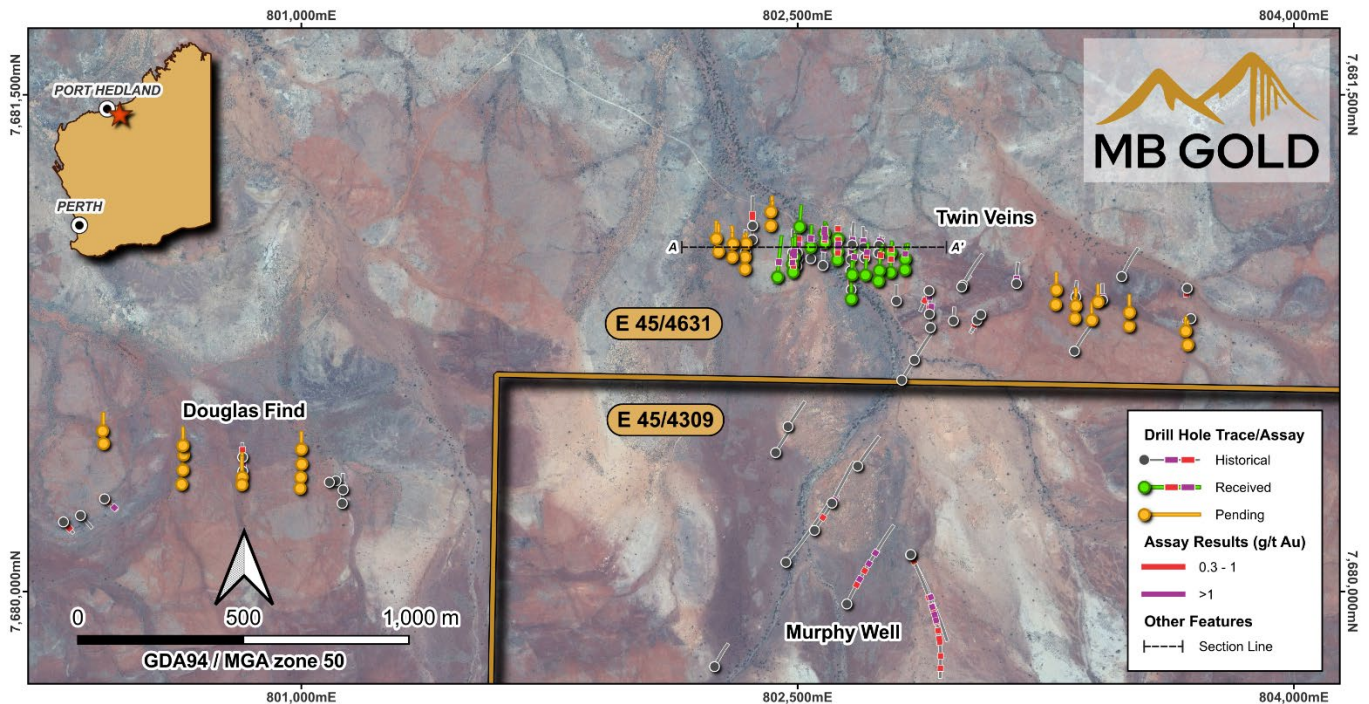 801,000mE
802,500mE
804,000mE
7,681,500mN
7,681,500mN
PORT HEDLAND
PERTH
MB GOLD
Twin Veins
A
A'
E 45/4631
E 45/4309
Douglas Find
Murphy Well
0
500
1,000 m
GDA94 / MGA zone 50
Drill Hole Trace/Assay
Historical
Received
Pending
Assay Results (g/t Au)
0.3 - 1
>1
Other Features
Section Line
7,680,000mN
7,680,000mN
801,000mE
802,500mE
804,000mE